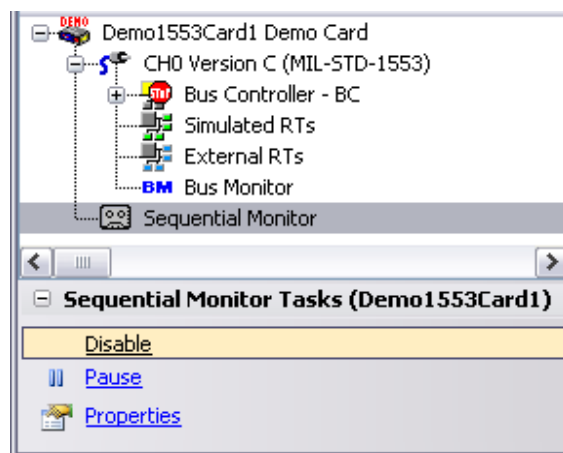 DEMO
Demo1553Card1 Demo Card
CH0 Version C (MIL-STD-1553)
Bus Controller - BC
Simulated RTs
External RTs
BM Bus Monitor
Sequential Monitor
Sequential Monitor Tasks (Demo1553Card1)
Disable
Pause
Properties